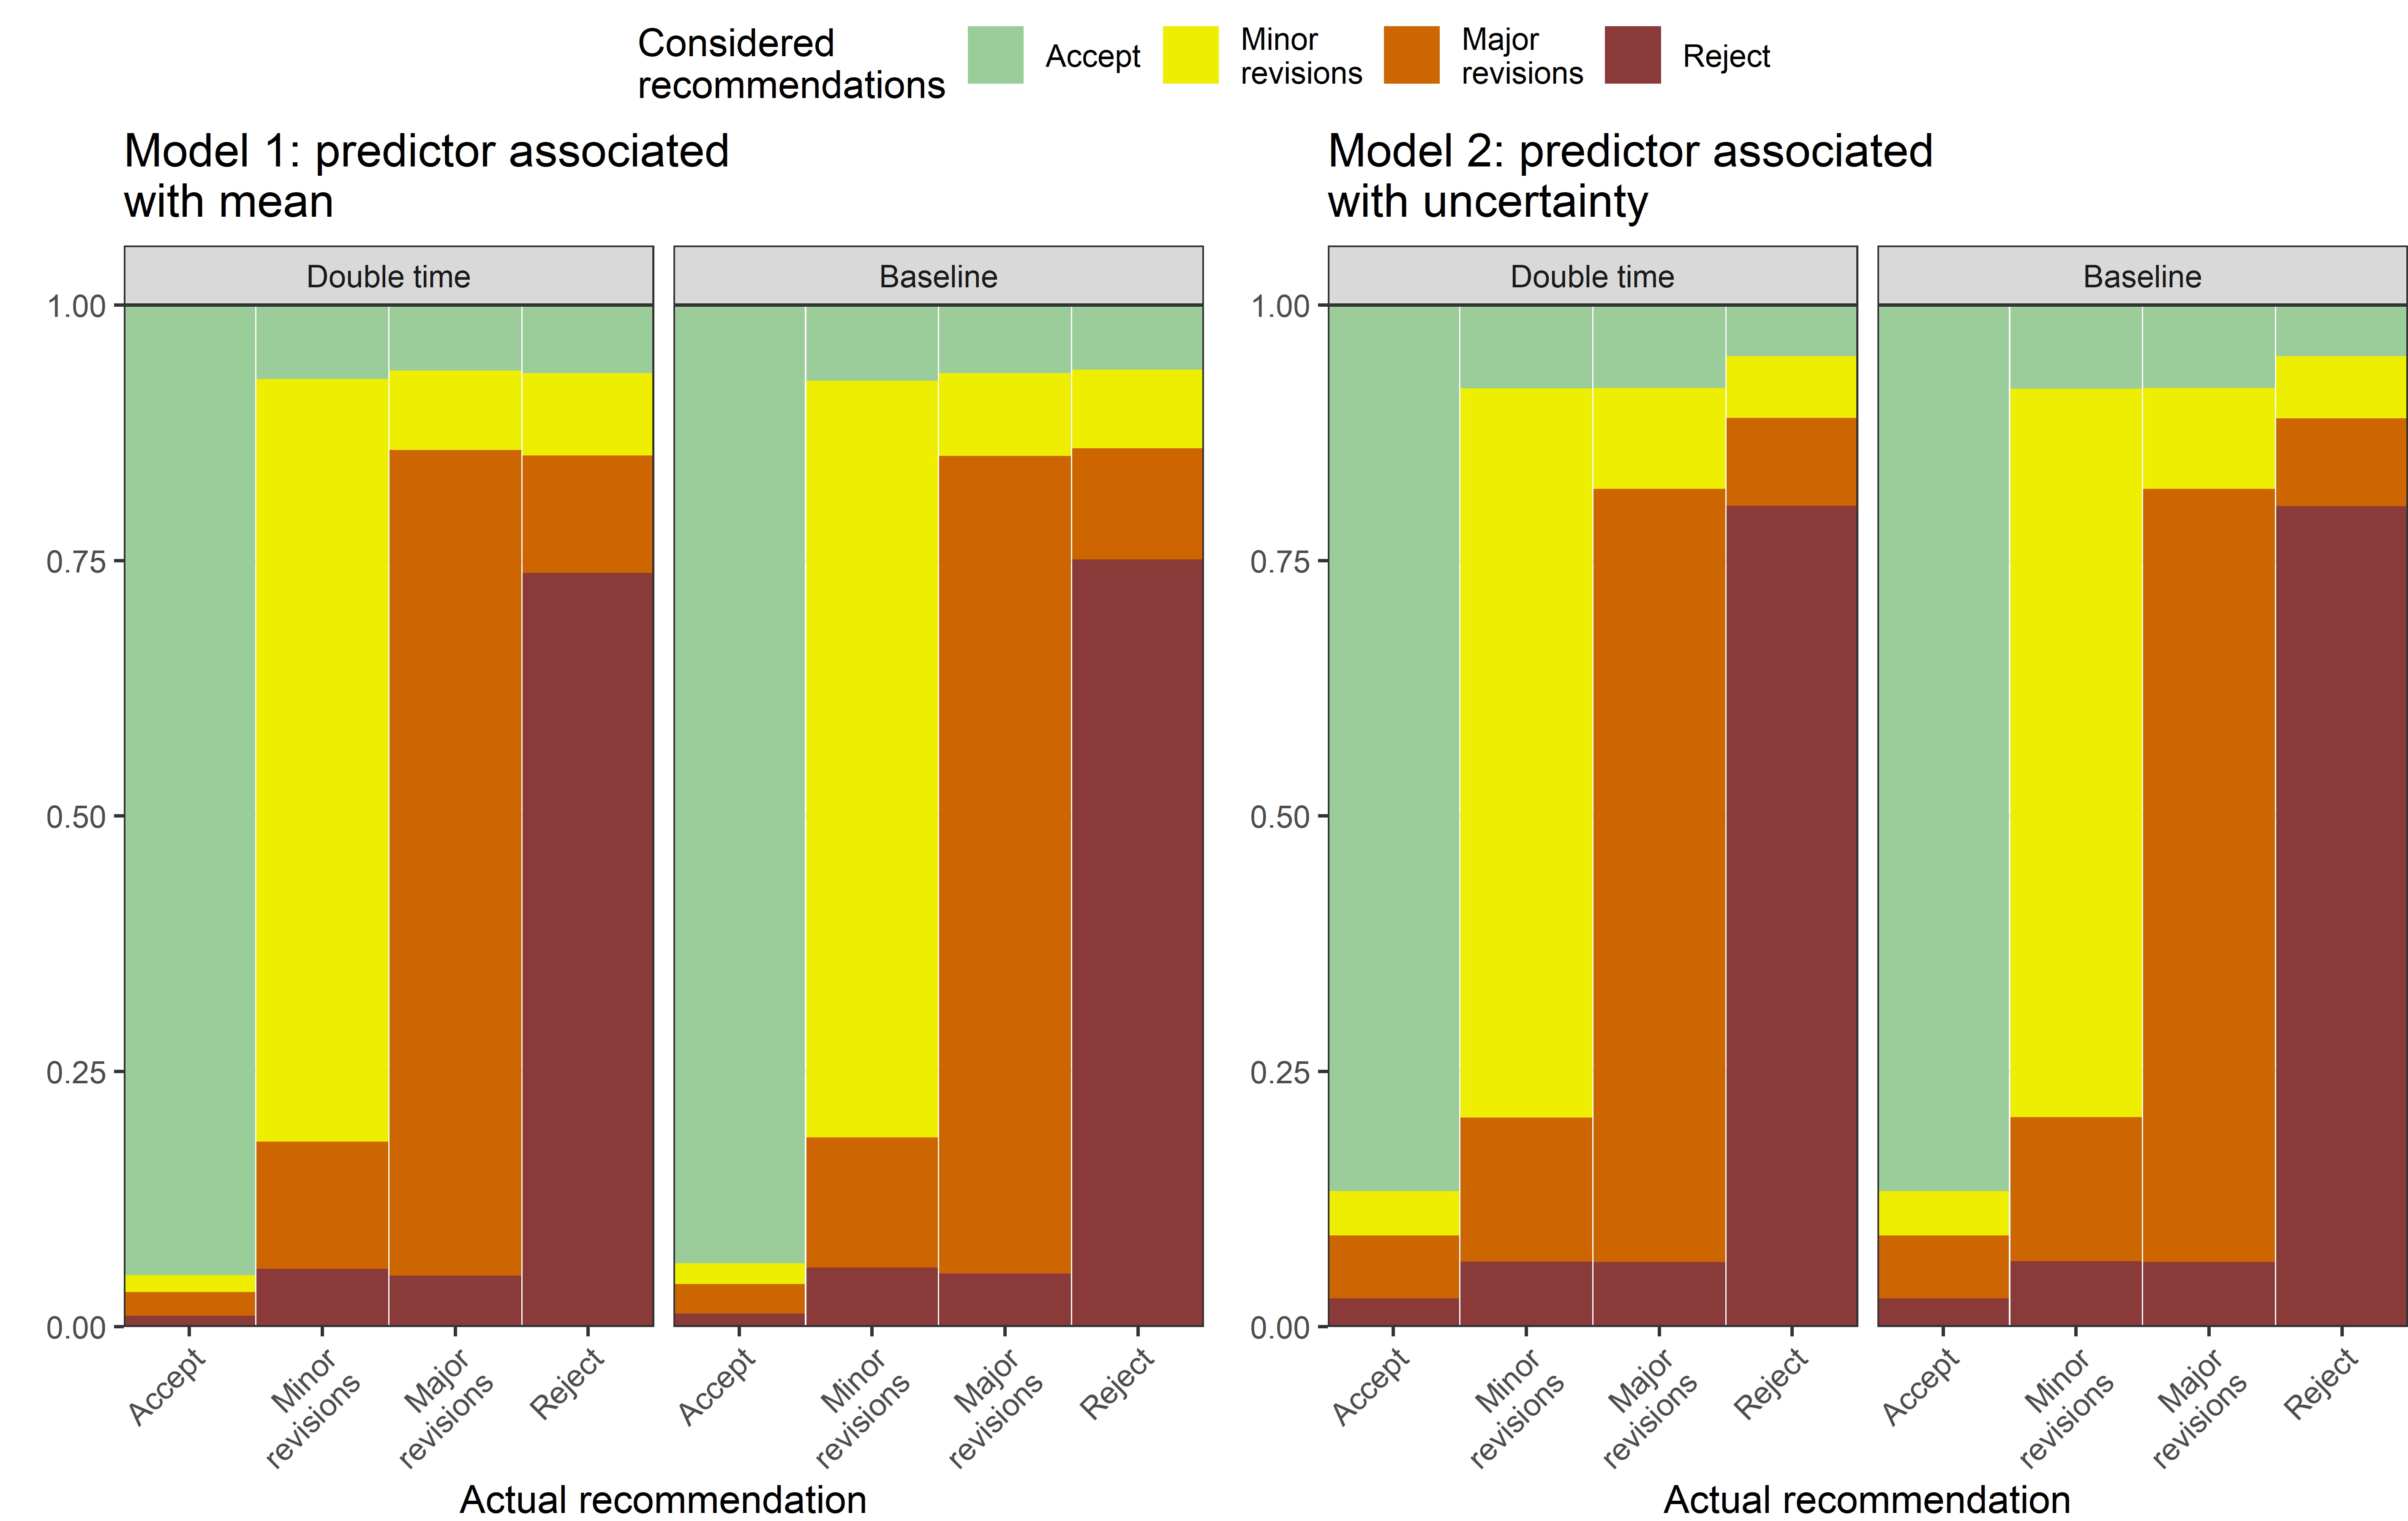 Considered
recommendations
Accept
Minor
revisions
Major
revisions
Reject
Model 1: predictor associated
with mean
Double time
Baseline
1.00
0.75
0.50
0.25
0.00
Accept
Minor
revisions
Major
revisions
Reject
Accept
Minor
revisions
Major
revisions
Reject
Actual recommendation
Model 2: predictor associated
with uncertainty
Double time
Baseline
1.00
0.75
0.50
0.25
0.00
Accept
Minor
revisions
Major
revisions
Reject
Accept
Minor
revisions
Major
revisions
Reject
Actual recommendation